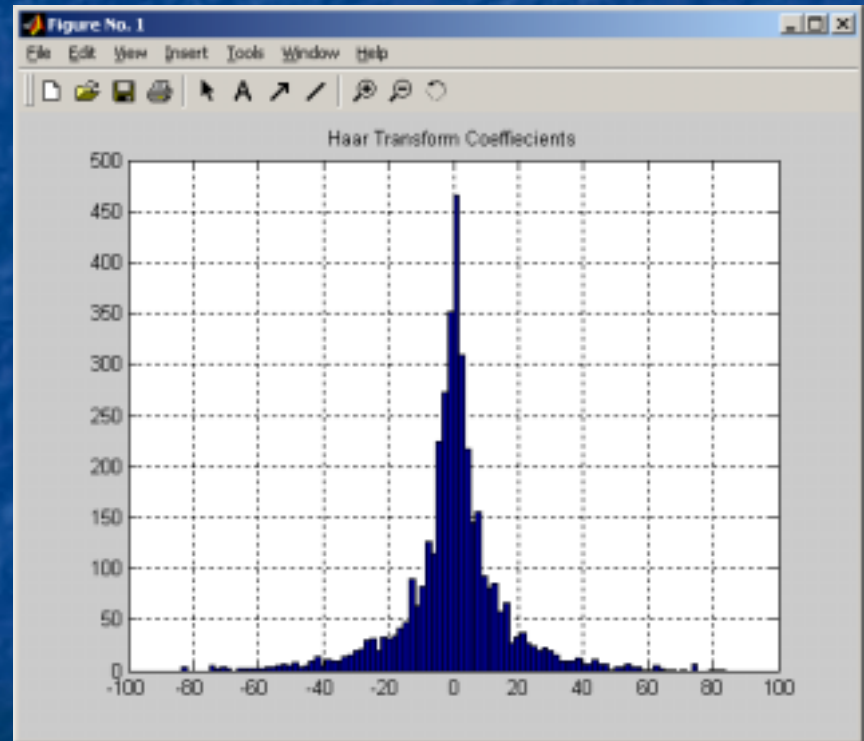 Figure No. 1
File Edit View Insert Tools Window Help
A
Haar Transform Coeffiecients
500
450
400
350
300
250
200
150
100
50
0
-100 -80 -60 -40 -20 0 20 40 60 80 100